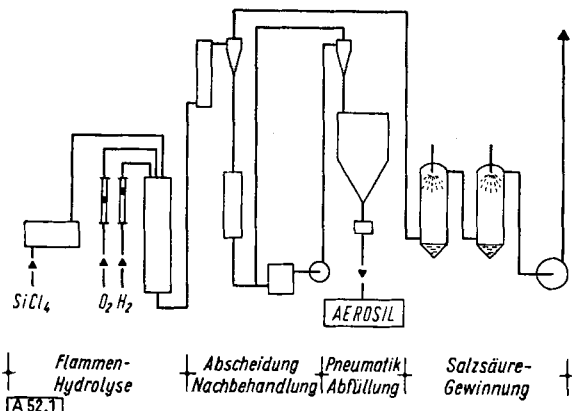 SiCl₄
O₂ H₂
AEROSIL
Flammen-
Hydrolyse
Abscheidung
Nachbehandlung
Pneumatik
Abfüllung
Salzsäure-
Gewinnung
A 52.1